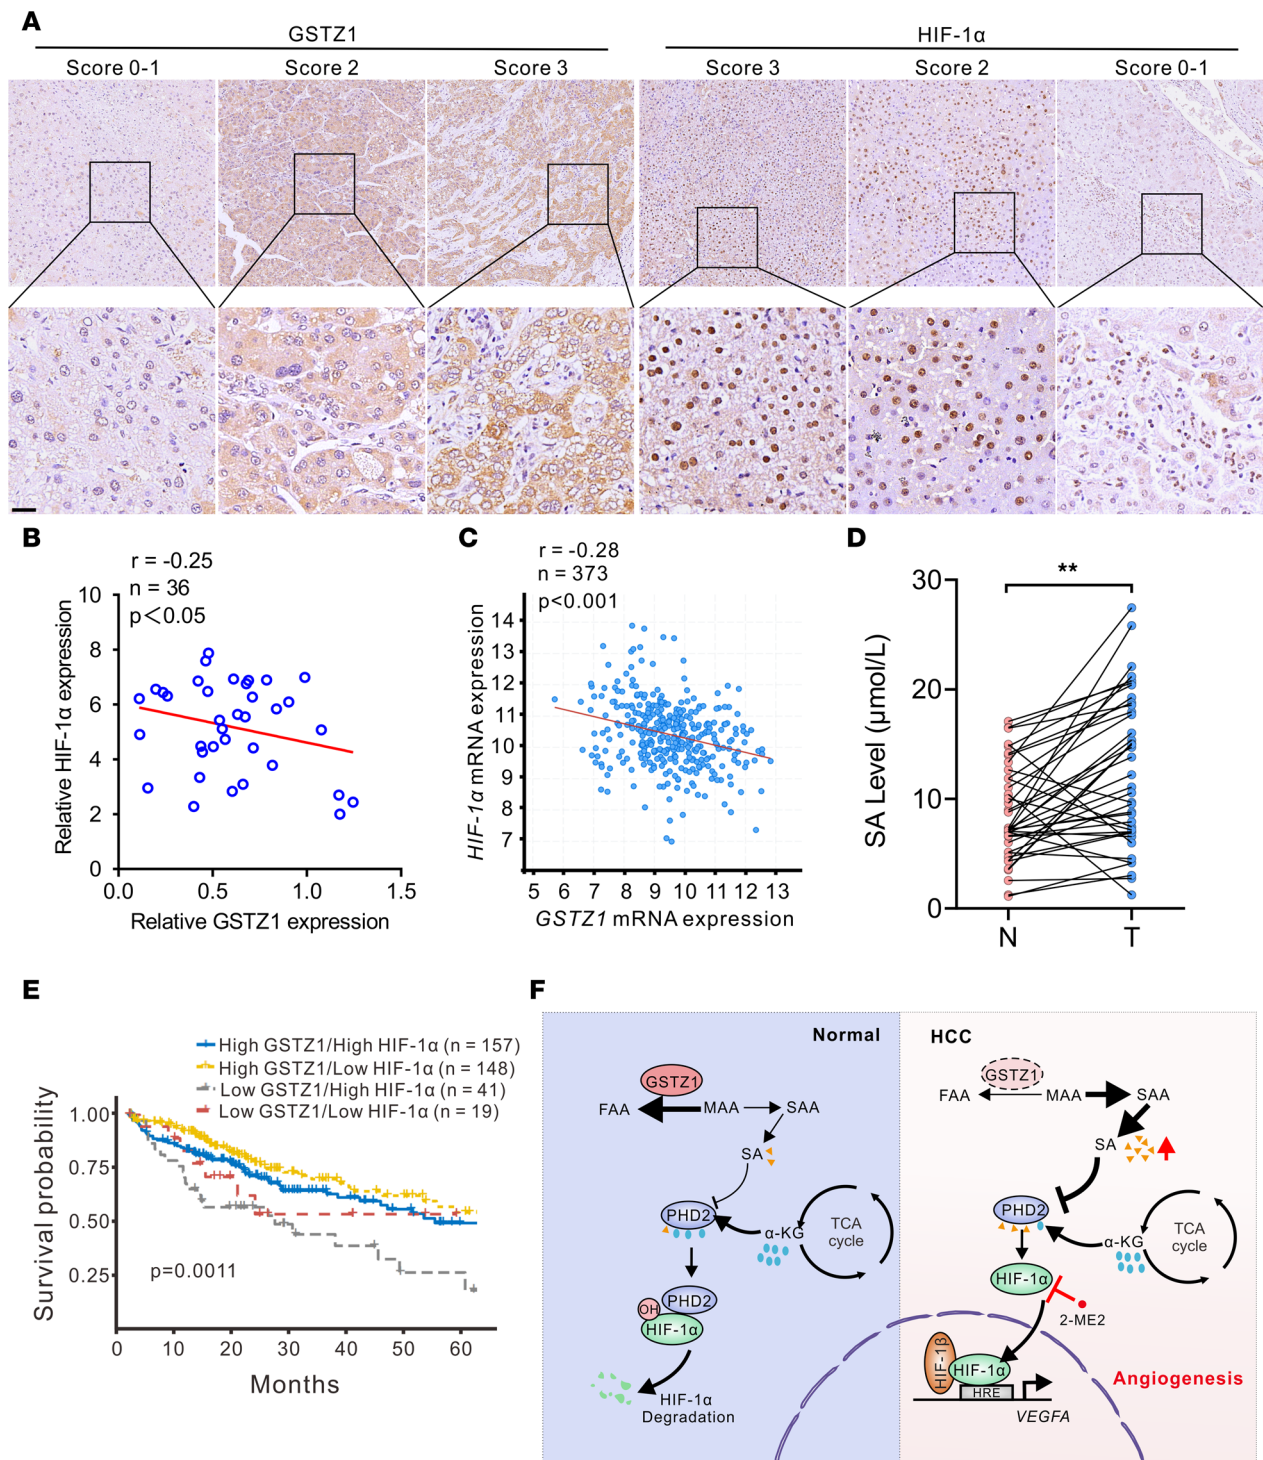 A
GSTZ1
HIF-1α
Score 0-1
Score 2
Score 3
Score 3
Score 2
Score 0-1
B
r = -0.25
n = 36
p<0.05
Relative HIF-1α expression
10
8
6
4
2
0
0.0
0.5
1.0
1.5
Relative GSTZ1 expression
C
r = -0.28
n = 373
p<0.001
HIF-1α mRNA expression
14
13
12
11
10
9
8
7
5
6
7
8
9
10
11
12
13
GSTZ1 mRNA expression
D
**
SA Level (μmol/L)
30
20
10
0
N
T
E
High GSTZ1/High HIF-1α (n = 157)
High GSTZ1/Low HIF-1α (n = 148)
Low GSTZ1/High HIF-1α (n = 41)
Low GSTZ1/Low HIF-1α (n = 19)
Survival probability
1.00
0.75
0.50
0.25
p=0.0011
0
10
20
30
40
50
60
Months
F
Normal
GSTZ1
FAA
MAA
SAA
SA
PHD2
α-KG
TCA
cycle
PHD2
OH
HIF-1α
HIF-1α
Degradation
HCC
GSTZ1
FAA
MAA
SAA
SA
PHD2
α-KG
TCA
cycle
HIF-1α
2-ME2
HIF-1β
HIF-1α
HRE
VEGFA
Angiogenesis